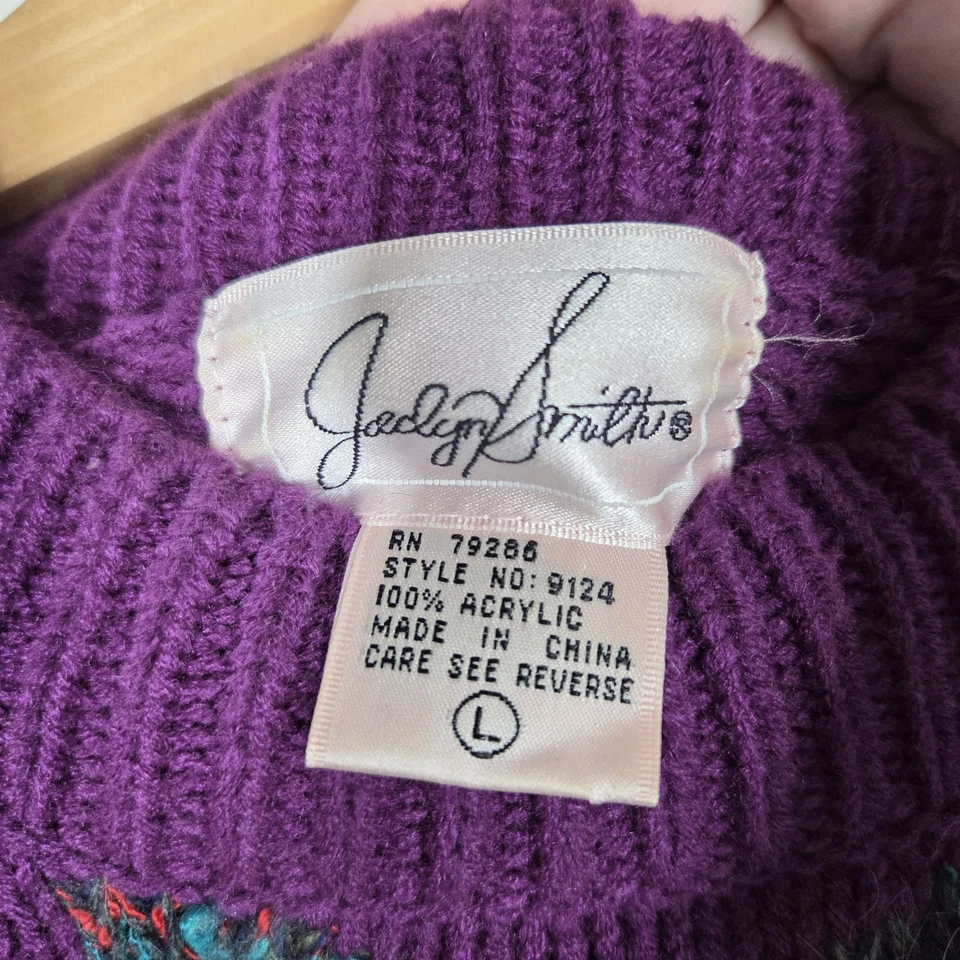 Jaclyn Smith®
RN 79286
STYLE NO: 9124
100% ACRYLIC
MADE IN CHINA
CARE SEE REVERSE
L